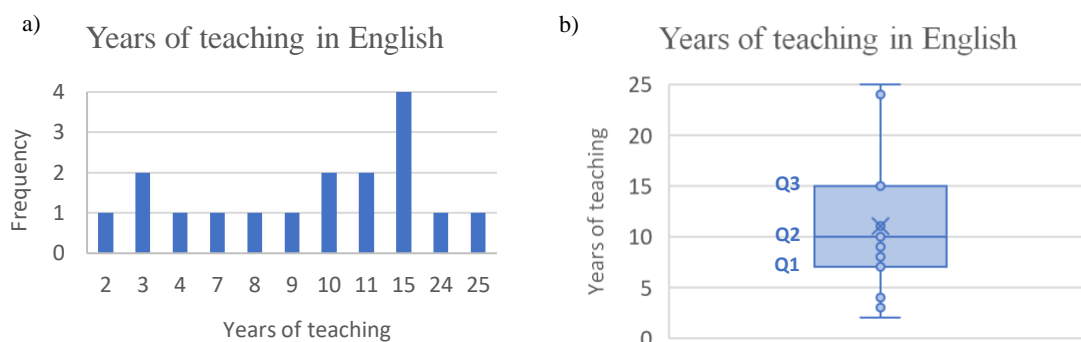 a)
Years of teaching in English
Frequency
4
3
2
1
0
2 3 4 7 8 9 10 11 15 24 25
Years of teaching
b)
Years of teaching in English
Years of teaching
25
20
15
10
5
0
Q3
Q2
Q1